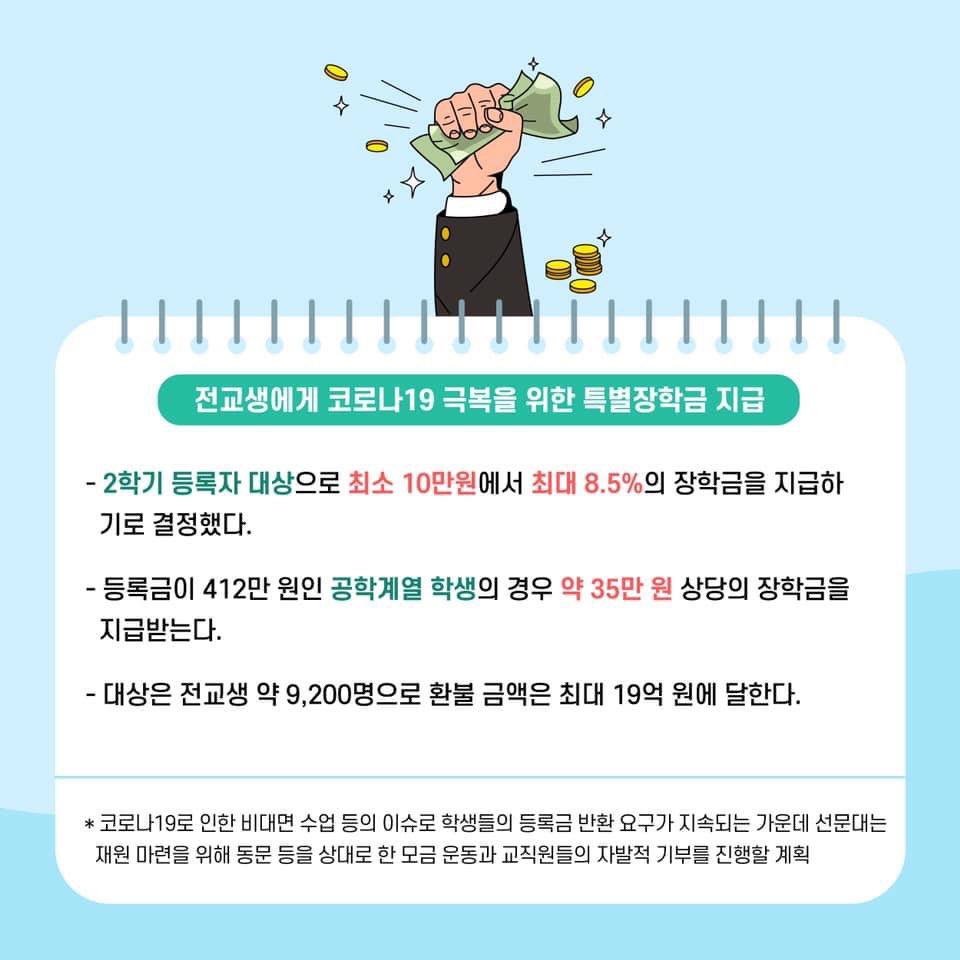 전교생에게 코로나19 극복을 위한 특별장학금 지급
- 2학기 등록자 대상으로 최소 10만원에서 최대 8.5%의 장학금을 지급하
기로 결정했다.
- 등록금이 412만 원인 공학계열 학생의 경우 약 35만 원 상당의 장학금을
지급받는다.
- 대상은 전교생 약 9,200명으로 환불 금액은 최대 19억 원에 달한다.
* 코로나19로 인한 비대면 수업 등의 이슈로 학생들의 등록금 반환 요구가 지속되는 가운데 선문대는
재원 마련을 위해 동문 등을 상대로 한 모금 운동과 교직원들의 자발적 기부를 진행할 계획